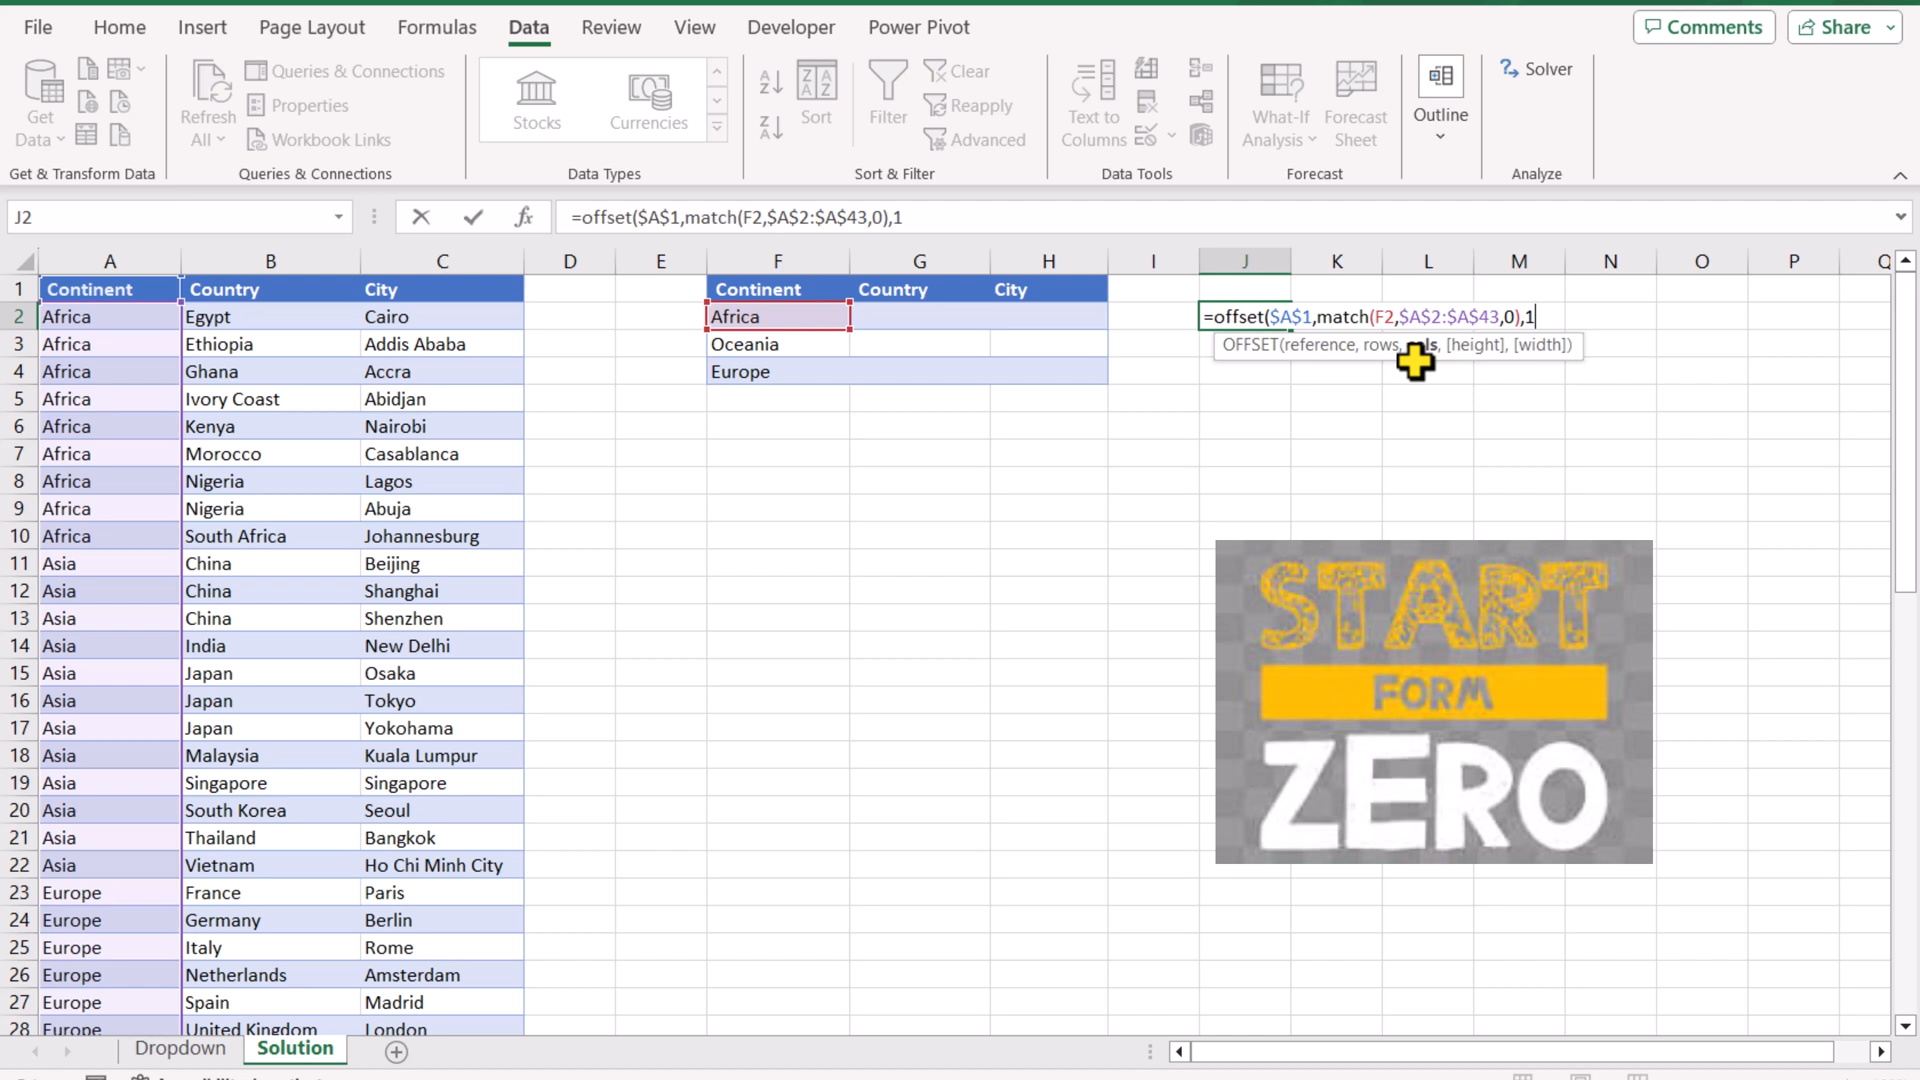 File Home Insert Page Layout Formulas Data Review View Developer Power Pivot Comments Share
Get Data
Refresh All
Queries & Connections
Properties
Workbook Links
Stocks
Currencies
Sort
Filter
Clear
Reapply
Advanced
Text to Columns
What-If Analysis
Forecast Sheet
Outline
Solver
Get & Transform Data Queries & Connections Data Types Sort & Filter Data Tools Forecast Analyze
J2 fx =offset($A$1,match(F2,$A$2:$A$43,0),1
A B C D E F G H I J K L M N O P Q
1 Continent Country City Continent Country City
2 Africa Egypt Cairo Africa =offset($A$1,match(F2,$A$2:$A$43,0),1
3 Africa Ethiopia Addis Ababa Oceania OFFSET(reference, rows, [height], [width])
4 Africa Ghana Accra Europe
5 Africa Ivory Coast Abidjan
6 Africa Kenya Nairobi
7 Africa Morocco Casablanca
8 Africa Nigeria Lagos
9 Africa Nigeria Abuja
10 Africa South Africa Johannesburg
11 Asia China Beijing
12 Asia China Shanghai
13 Asia China Shenzhen
14 Asia India New Delhi
15 Asia Japan Osaka
16 Asia Japan Tokyo
17 Asia Japan Yokohama
18 Asia Malaysia Kuala Lumpur
19 Asia Singapore Singapore
20 Asia South Korea Seoul
21 Asia Thailand Bangkok
22 Asia Vietnam Ho Chi Minh City
23 Europe France Paris
24 Europe Germany Berlin
25 Europe Italy Rome
26 Europe Netherlands Amsterdam
27 Europe Spain Madrid
28 Europe United Kingdom London
START
FORM
ZERO
Dropdown Solution